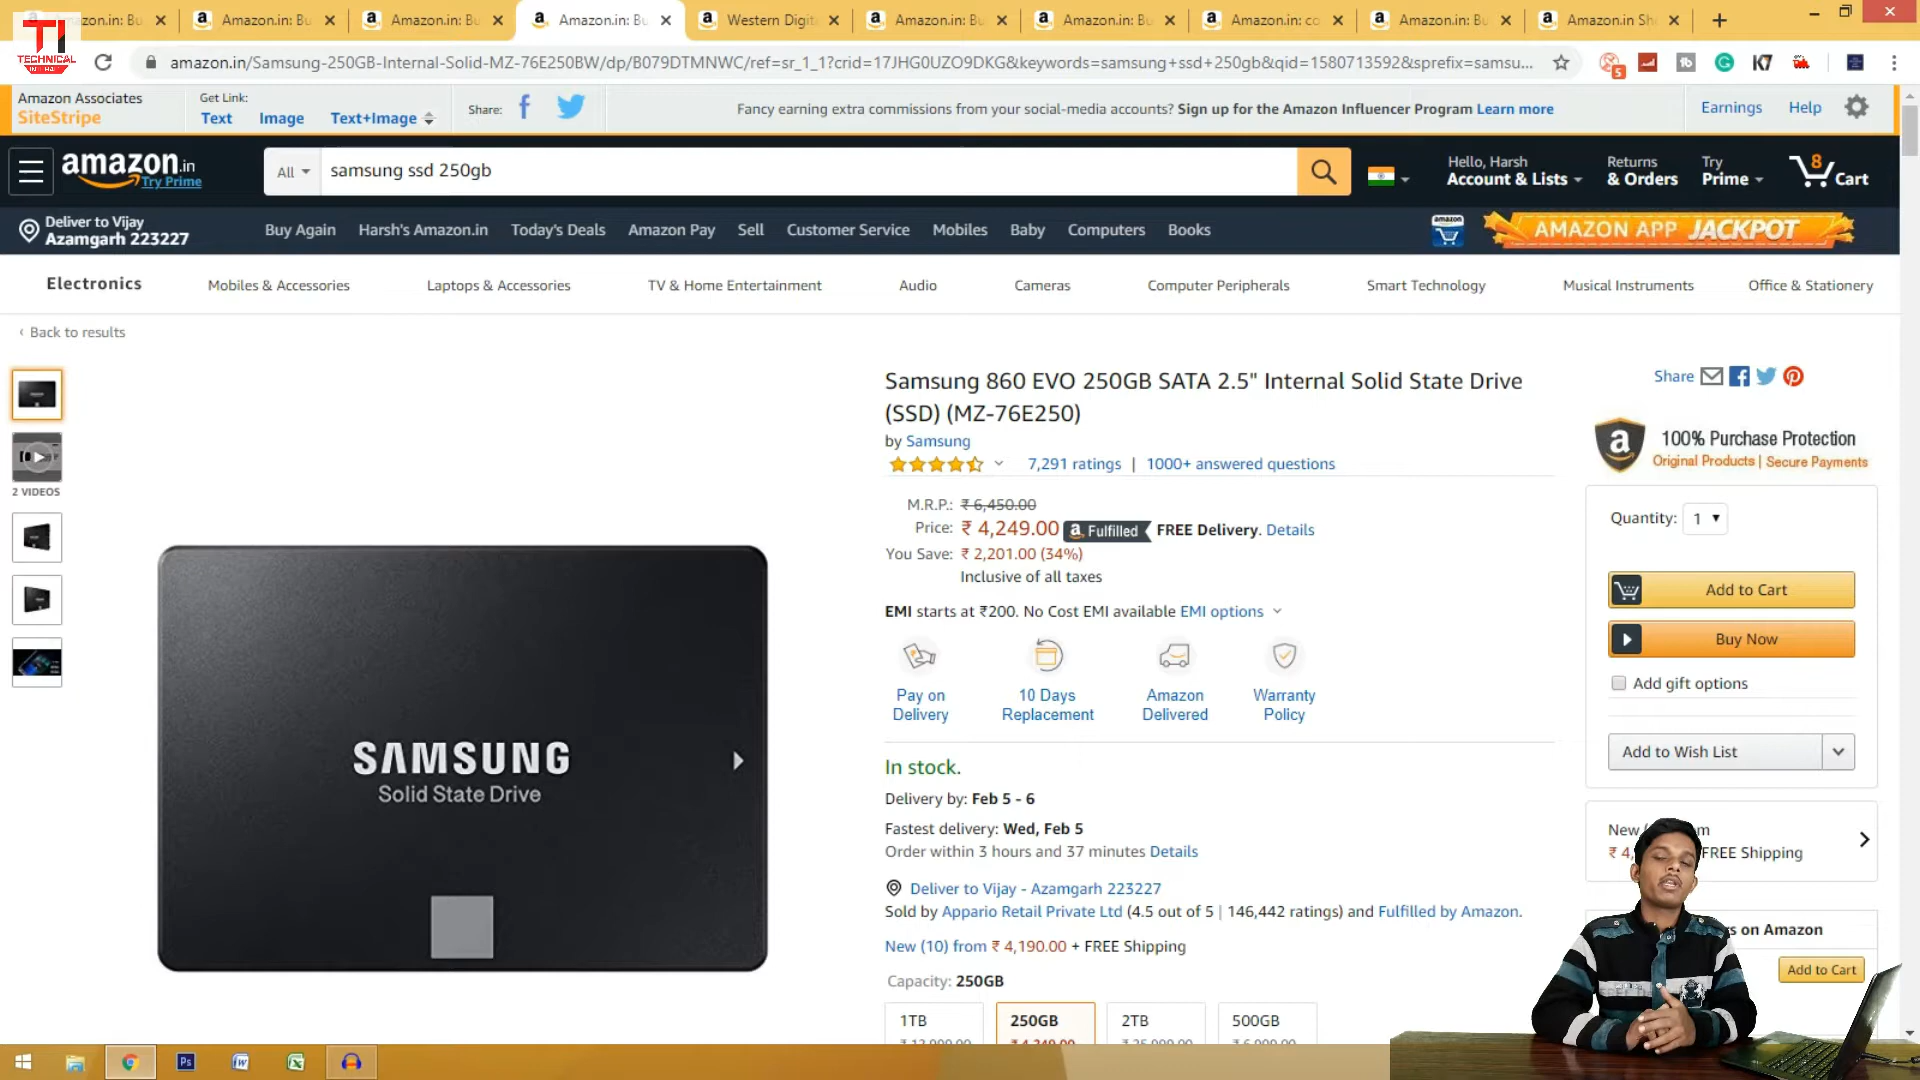 TI
TECHNICAL
azon.in: Bu
Amazon.in: Bu
Amazon.in: Bu
Amazon.in: Bu
Western Digit
Amazon.in: Bu
Amazon.in: Bu
Amazon.in: co
Amazon.in: Bu
Amazon.in Sh
amazon.in/Samsung-250GB-Internal-Solid-MZ-76E250BW/dp/B079DTMNWC/ref=sr_1_1?crid=17JHG0UZO9DKG&keywords=samsung+ssd+250gb&qid=1580713592&sprefix=samsu...
5
Amazon Associates
SiteStripe
Get Link:
Text
Image
Text+Image
Share:
Fancy earning extra commissions from your social-media accounts? Sign up for the Amazon Influencer Program Learn more
Earnings
Help
amazon.in
Try Prime
All
samsung ssd 250gb
Hello, Harsh
Account & Lists
Returns
& Orders
Try
Prime
8
Cart
Deliver to Vijay
Azamgarh 223227
Buy Again
Harsh's Amazon.in
Today's Deals
Amazon Pay
Sell
Customer Service
Mobiles
Baby
Computers
Books
amazon
AMAZON APP JACKPOT
Electronics
Mobiles & Accessories
Laptops & Accessories
TV & Home Entertainment
Audio
Cameras
Computer Peripherals
Smart Technology
Musical Instruments
Office & Stationery
‹ Back to results
2 VIDEOS
SAMSUNG
Solid State Drive
Samsung 860 EVO 250GB SATA 2.5" Internal Solid State Drive
(SSD) (MZ-76E250)
by Samsung
7,291 ratings | 1000+ answered questions
M.R.P.: ₹ 6,450.00
Price: ₹ 4,249.00 Fulfilled FREE Delivery. Details
You Save: ₹ 2,201.00 (34%)
Inclusive of all taxes
EMI starts at ₹200. No Cost EMI available EMI options
Pay on
Delivery
10 Days
Replacement
Amazon
Delivered
Warranty
Policy
In stock.
Delivery by: Feb 5 - 6
Fastest delivery: Wed, Feb 5
Order within 3 hours and 37 minutes Details
Deliver to Vijay - Azamgarh 223227
Sold by Appario Retail Private Ltd (4.5 out of 5 | 146,442 ratings) and Fulfilled by Amazon.
New (10) from ₹ 4,190.00 + FREE Shipping
Capacity: 250GB
1TB
250GB
2TB
500GB
₹ 4,249.00
Share
100% Purchase Protection
Original Products | Secure Payments
Quantity: 1
Add to Cart
Buy Now
Add gift options
Add to Wish List
New
₹ 4, FREE Shipping
on Amazon
Add to Cart